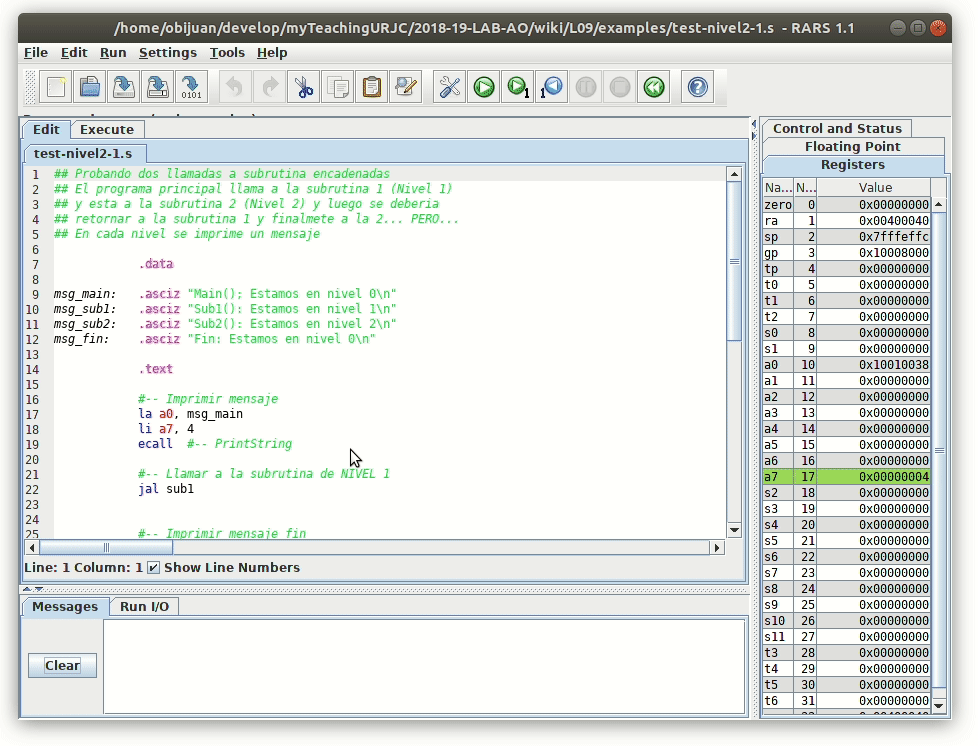 /home/obijuan/develop/myTeachingURJC/2018-19-LAB-AO/wiki/L09/examples/test-nivel2-1.s - RARS 1.1
File Edit Run Settings Tools Help
0101
1
1
Edit Execute
test-nivel2-1.s
1 ## Probando dos llamadas a subrutina encadenadas
2 ## El programa principal llama a la subrutina 1 (Nivel 1)
3 ## y esta a la subrutina 2 (Nivel 2) y luego se deberia
4 ## retornar a la subrutina 1 y finalmete a la 2... PERO...
5 ## En cada nivel se imprime un mensaje
6
7 .data
8
9 msg_main: .asciz "Main(); Estamos en nivel 0\n"
10 msg_sub1: .asciz "Sub1(): Estamos en nivel 1\n"
11 msg_sub2: .asciz "Sub2(): Estamos en nivel 2\n"
12 msg_fin: .asciz "Fin: Estamos en nivel 0\n"
13
14 .text
15
16 #-- Imprimir mensaje
17 la a0, msg_main
18 li a7, 4
19 ecall #-- PrintString
20
21 #-- Llamar a la subrutina de NIVEL 1
22 jal sub1
23
24
25 #-- Imprimir mensaje fin
Line: 1 Column: 1 Show Line Numbers
Messages Run I/O
Clear
Control and Status
Floating Point
Registers
Na... N... Value
zero 0 0x00000000
ra 1 0x00400040
sp 2 0x7fffeffc
gp 3 0x10008000
tp 4 0x00000000
t0 5 0x00000000
t1 6 0x00000000
t2 7 0x00000000
s0 8 0x00000000
s1 9 0x00000000
a0 10 0x10010038
a1 11 0x00000000
a2 12 0x00000000
a3 13 0x00000000
a4 14 0x00000000
a5 15 0x00000000
a6 16 0x00000000
a7 17 0x00000004
s2 18 0x00000000
s3 19 0x00000000
s4 20 0x00000000
s5 21 0x00000000
s6 22 0x00000000
s7 23 0x00000000
s8 24 0x00000000
s9 25 0x00000000
s10 26 0x00000000
s11 27 0x00000000
t3 28 0x00000000
t4 29 0x00000000
t5 30 0x00000000
t6 31 0x00000000